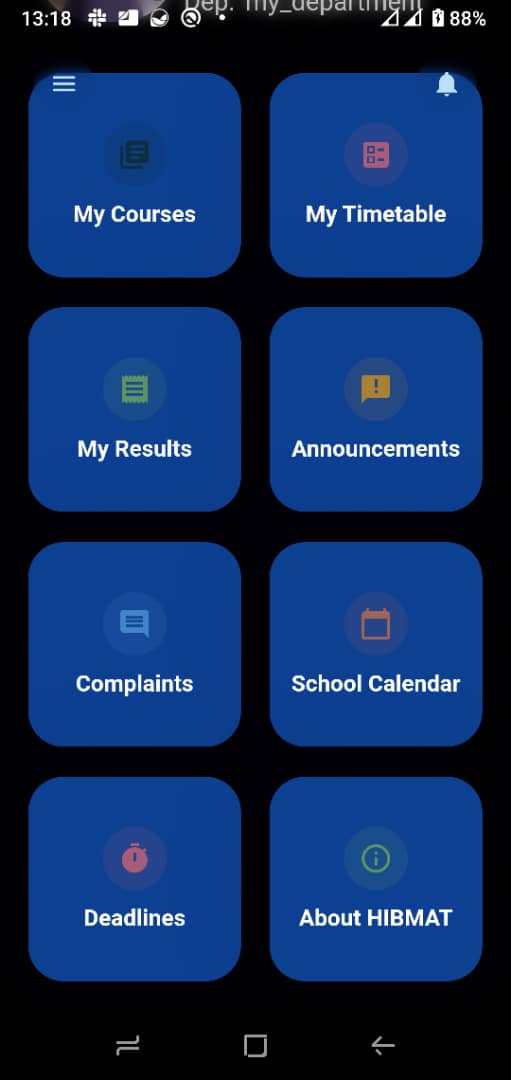 13:18
88%
Dep: my_department
My Courses
My Timetable
My Results
Announcements
Complaints
School Calendar
Deadlines
About HIBMAT